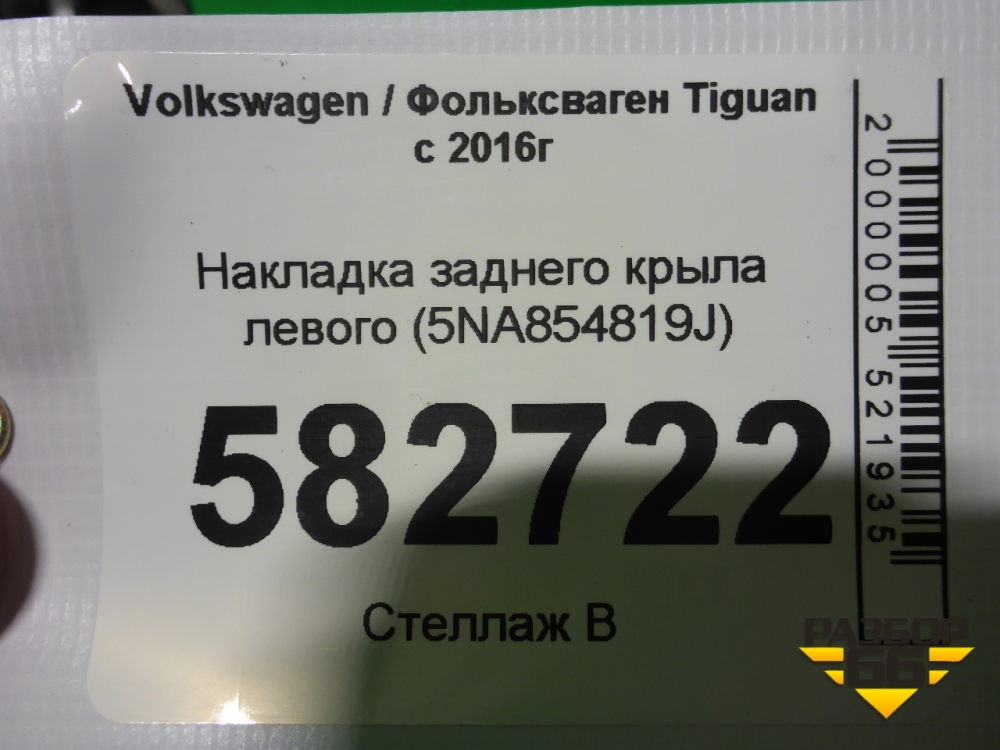 Volkswagen / Фольксваген Tiguan
с 2016г
Накладка заднего крыла
левого (5NA854819J)
582722
Стеллаж В
2000005521935
РАЗБОР
66